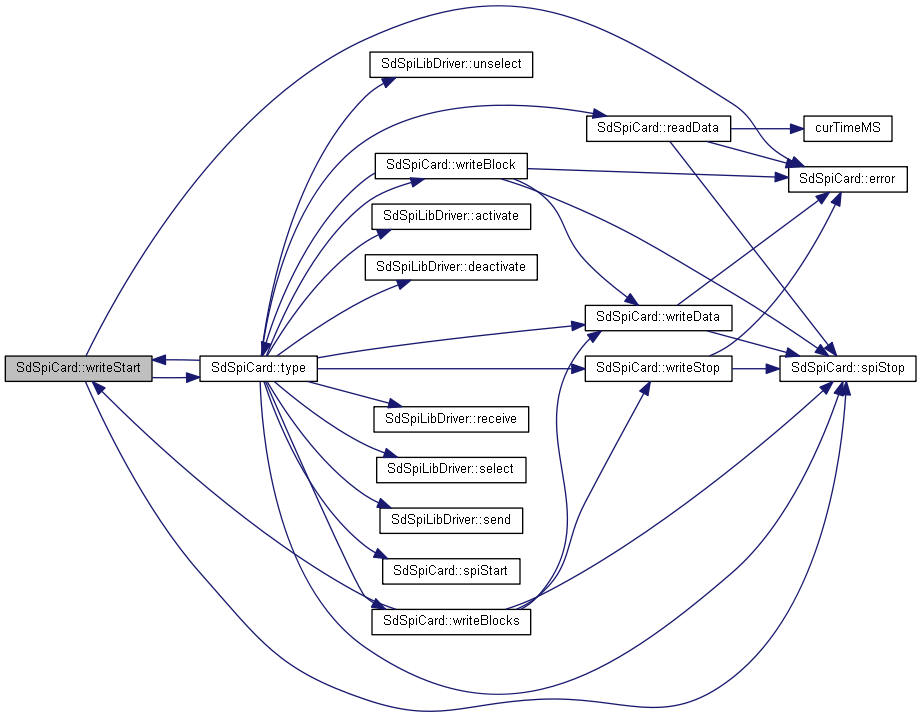 SdSpiLibDriver::unselect
SdSpiCard::readData
curTimeMS
SdSpiCard::writeBlock
SdSpiCard::error
SdSpiLibDriver::activate
SdSpiLibDriver::deactivate
SdSpiCard::writeData
SdSpiCard::writeStart
SdSpiCard::type
SdSpiCard::writeStop
SdSpiCard::spiStop
SdSpiLibDriver::receive
SdSpiLibDriver::select
SdSpiLibDriver::send
SdSpiCard::spiStart
SdSpiCard::writeBlocks